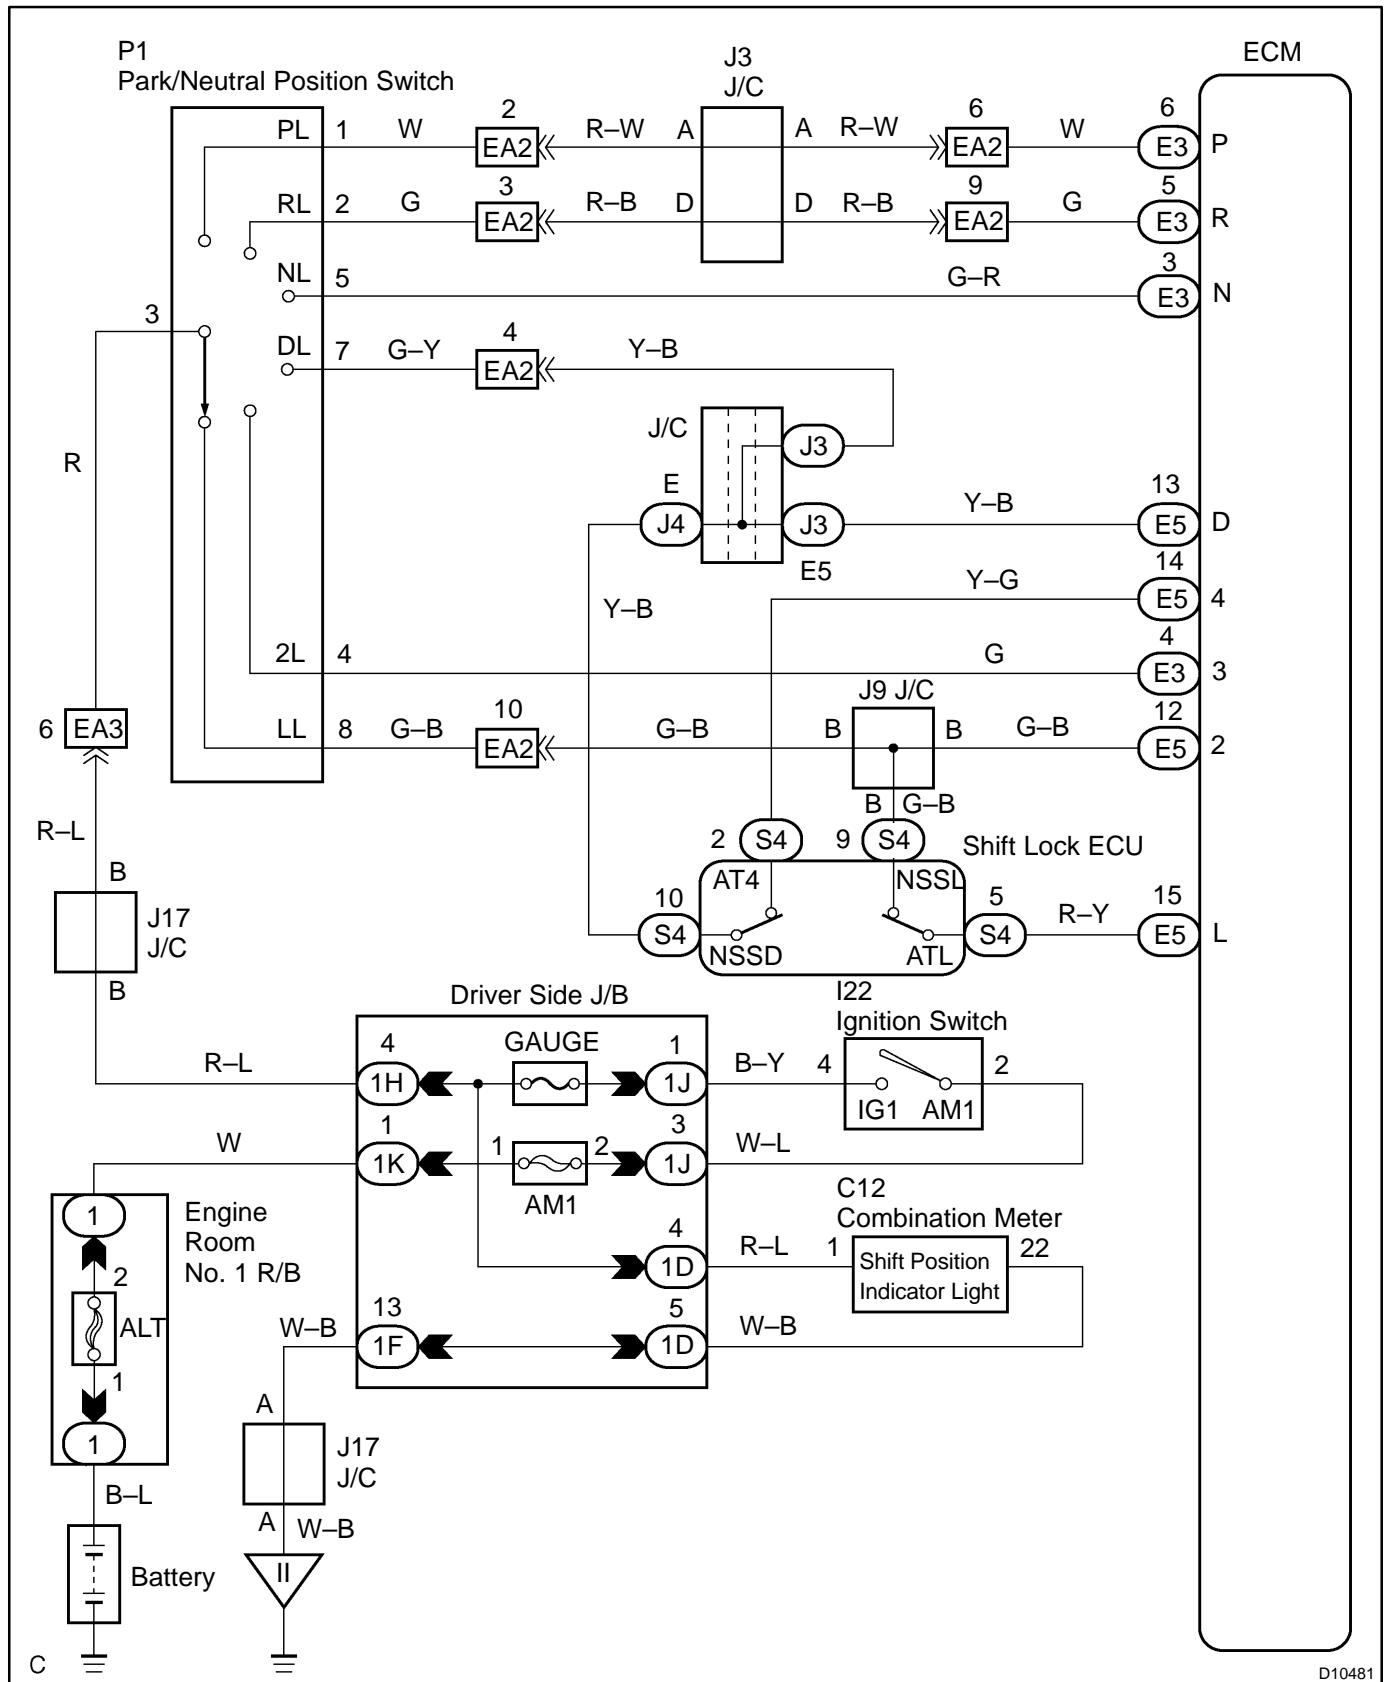 P1
Park/Neutral Position Switch
J3
J/C
ECM
PL 1 W 2 EA2 R–W A A R–W 6 EA2 W 6 E3 P
RL 2 G 3 EA2 R–B D D R–B 9 EA2 G 5 E3 R
NL 5 G–R 3 E3 N
3
DL 7 G–Y 4 EA2 Y–B
R
J/C J3
E J4 J3 Y–B 13 E5 D
E5
Y–B Y–G 14 E5 4
2L 4 G 4 E3 3
J9 J/C
6 EA3
LL 8 G–B 10 EA2 G–B B B G–B 12 E5 2
B G–B
R–L
2 S4 9 S4 Shift Lock ECU
B
AT4 NSSL
J17
J/C
10 S4 5 S4 R–Y 15 E5 L
NSSD ATL
B
Driver Side J/B
I22
Ignition Switch
R–L 4 1H GAUGE 1 1J B–Y 4 2
IG1 AM1
W 1 1K 1 2 3 1J W–L
AM1
C12
Combination Meter
1
Engine
Room
No. 1 R/B
4 1D R–L 1 22
Shift Position
Indicator Light
2
ALT
1
1
W–B 13 1F 5 1D W–B
A
J17
J/C
B–L
A W–B
Battery
II
C
D10481